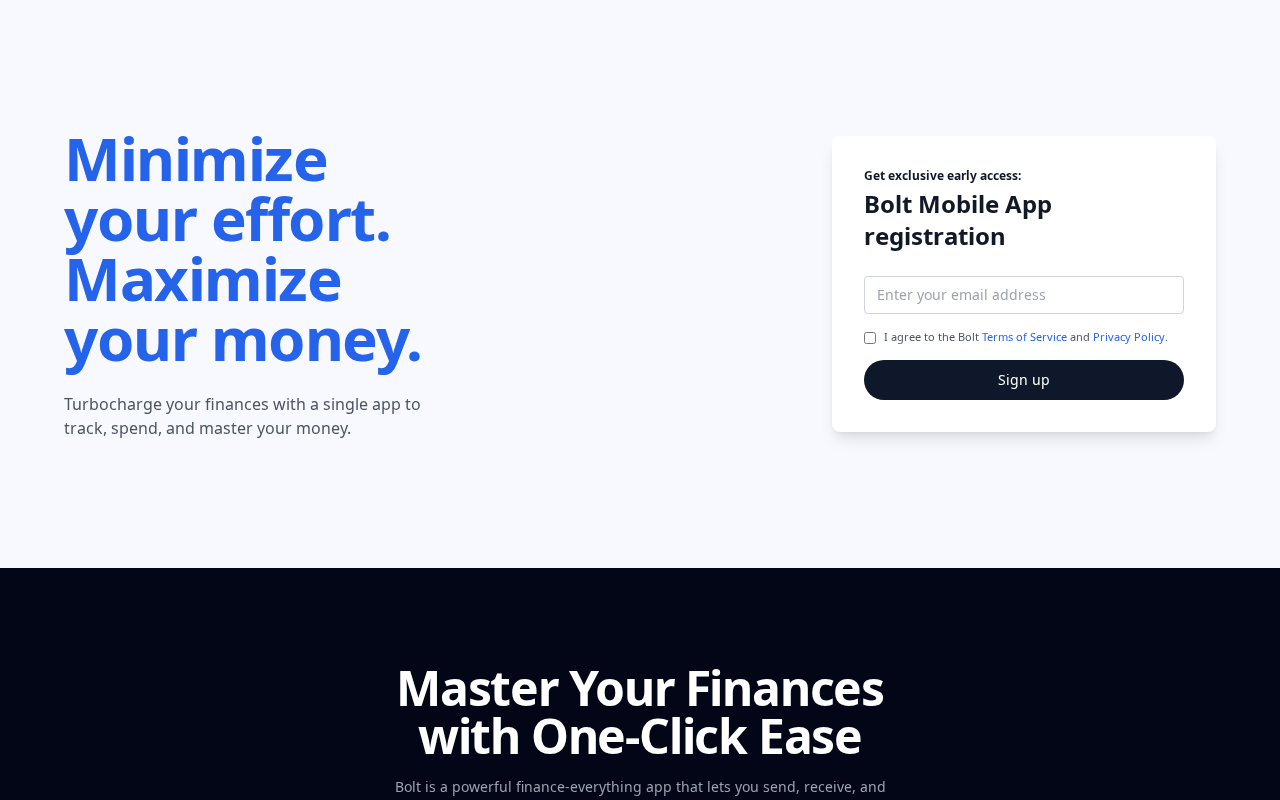 Minimize
your effort.
Maximize
your money.
Turbocharge your finances with a single app to
track, spend, and master your money.
Get exclusive early access:
Bolt Mobile App
registration
Enter your email address
I agree to the Bolt Terms of Service and Privacy Policy.
Sign up
Master Your Finances
with One-Click Ease
Bolt is a powerful finance-everything app that lets you send, receive, and